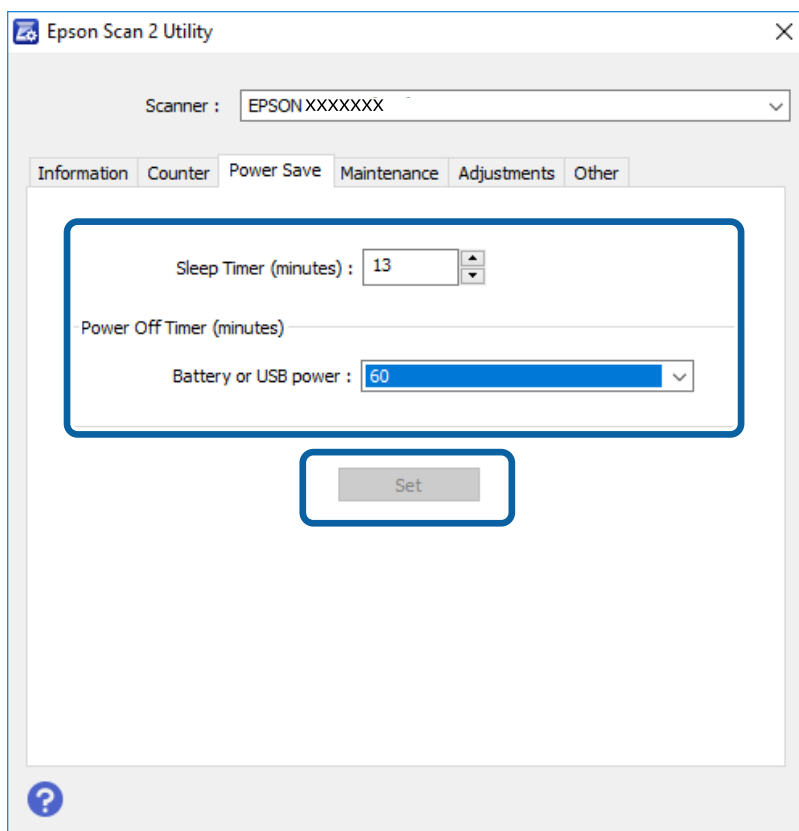 Epson Scan 2 Utility
Scanner : EPSON XXXXXXX
Information Counter Power Save Maintenance Adjustments Other
Sleep Timer (minutes) : 13
Power Off Timer (minutes)
Battery or USB power : 60
Set
?